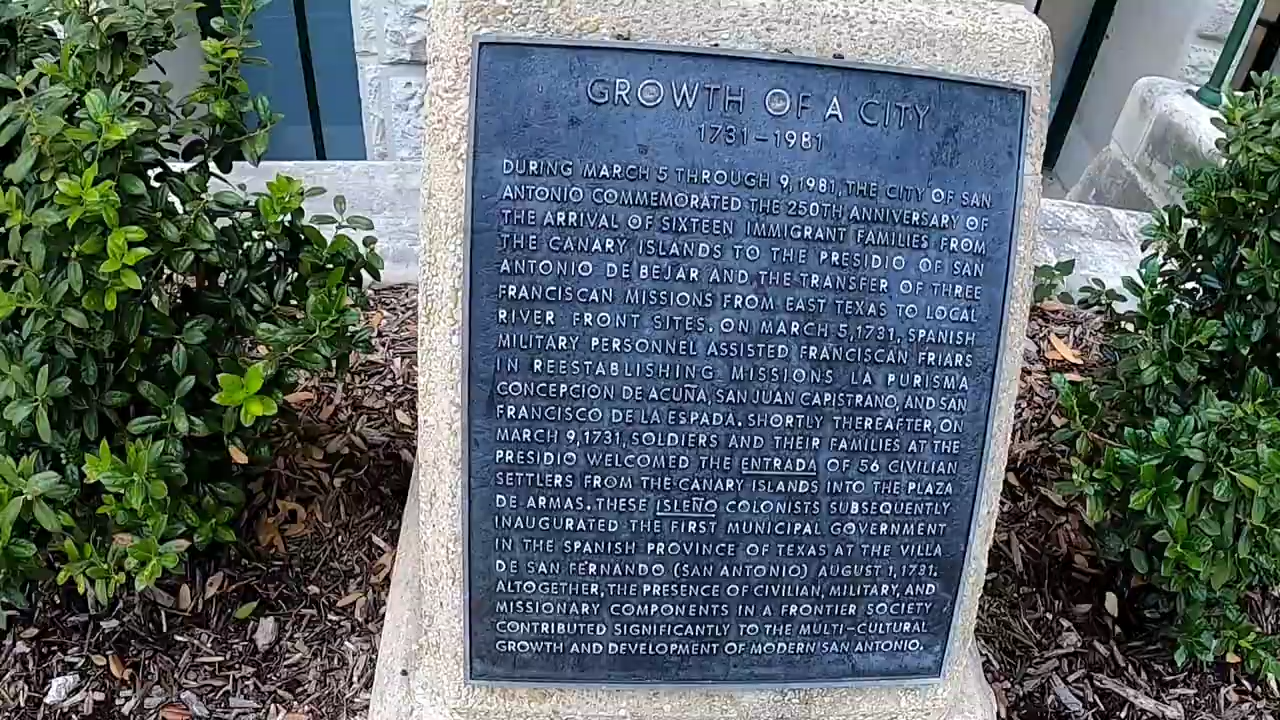 GROWTH OF A CITY
1731-1981
DURING MARCH 5 THROUGH 9, 1981, THE CITY OF SAN
ANTONIO COMMEMORATED THE 250TH ANNIVERSARY OF
THE ARRIVAL OF SIXTEEN IMMIGRANT FAMILIES FROM
THE CANARY ISLANDS TO THE PRESIDIO OF SAN
ANTONIO DE BEJAR AND THE TRANSFER OF THREE
FRANCISCAN MISSIONS FROM EAST TEXAS TO LOCAL
RIVER FRONT SITES. ON MARCH 5, 1731, SPANISH
MILITARY PERSONNEL ASSISTED FRANCISCAN FRIARS
IN REESTABLISHING MISSIONS LA PURISMA
CONCEPCION DE ACUÑA, SAN JUAN CAPISTRANO, AND SAN
FRANCISCO DE LA ESPADA. SHORTLY THEREAFTER, ON
MARCH 9, 1731, SOLDIERS AND THEIR FAMILIES AT THE
PRESIDIO WELCOMED THE ENTRADA OF 56 CIVILIAN
SETTLERS FROM THE CANARY ISLANDS INTO THE PLAZA
DE ARMAS. THESE ISLEÑO COLONISTS SUBSEQUENTLY
INAUGURATED THE FIRST MUNICIPAL GOVERNMENT
IN THE SPANISH PROVINCE OF TEXAS AT THE VILLA
DE SAN FERNANDO (SAN ANTONIO) AUGUST 1, 1731.
ALTOGETHER, THE PRESENCE OF CIVILIAN, MILITARY, AND
MISSIONARY COMPONENTS IN A FRONTIER SOCIETY
CONTRIBUTED SIGNIFICANTLY TO THE MULTI-CULTURAL
GROWTH AND DEVELOPMENT OF MODERN SAN ANTONIO.